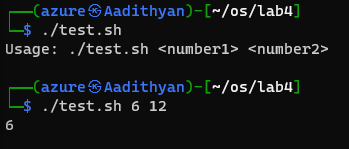 ┌──(azure㉿Aadithyan)-[~/os/lab4]
└─$ ./test.sh
Usage: ./test.sh <number1> <number2>
┌──(azure㉿Aadithyan)-[~/os/lab4]
└─$ ./test.sh 6 12
6